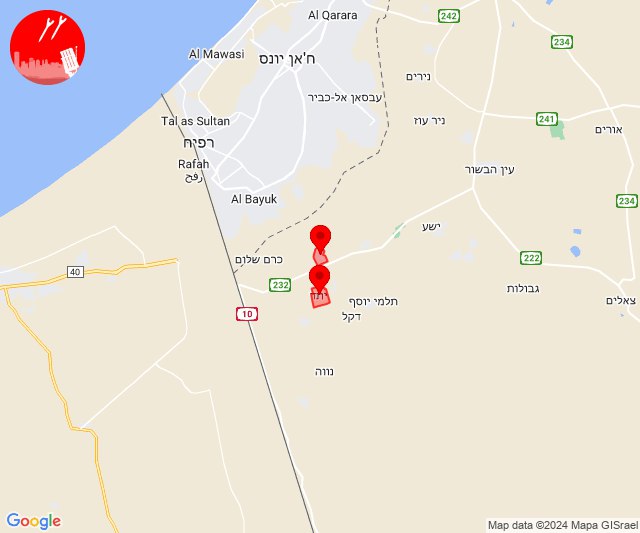 Al Qarara
242
234
Al Mawasi
ח'אן יונס
נירים
עבסאן אל-כביר
Tal as Sultan
ניר עוז
241
אורים
רפיח
Rafah
رفح
עין הבשור
Al Bayuk
234
ישע
כרם שלום
222
40
232
גבולות
צאלים
יתד
תלמי יוסף
10
דקל
נווה
Google
Map data ©2024 Mapa GISrael